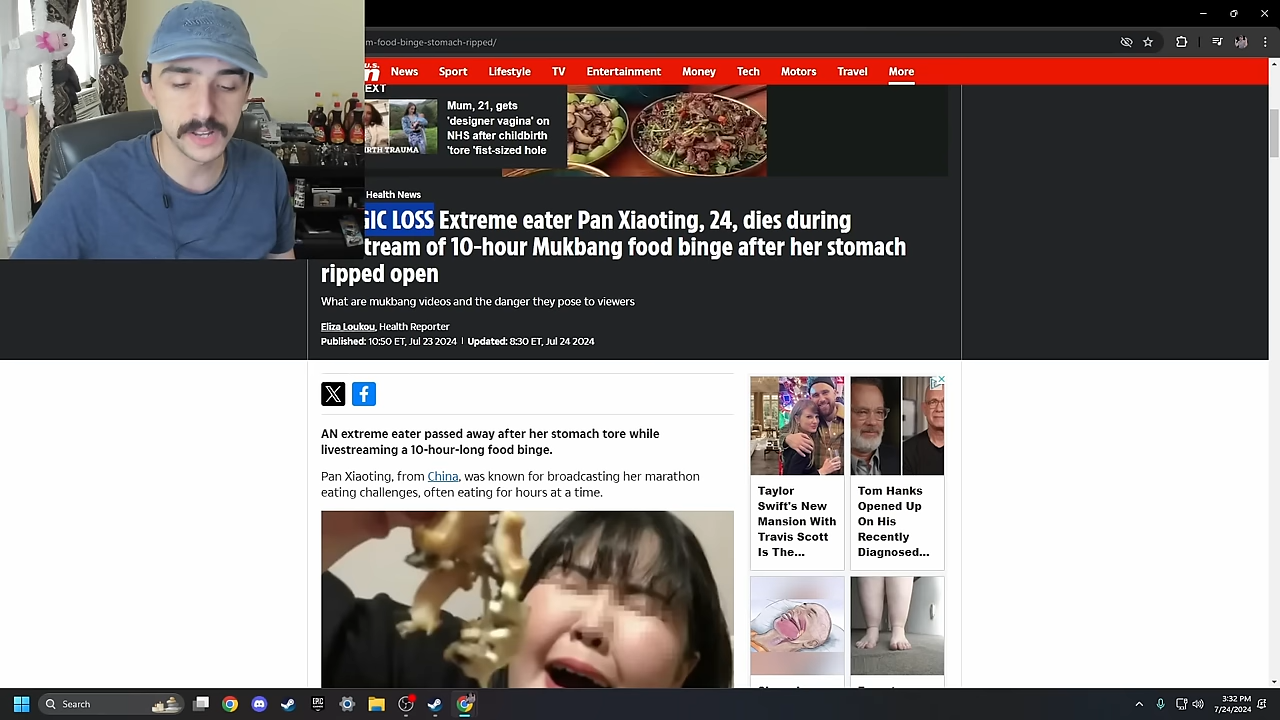 m-food-binge-stomach-ripped/
News Sport Lifestyle TV Entertainment Money Tech Motors Travel More
Mum, 21, gets
'designer vagina' on
NHS after childbirth
'tore 'fist-sized hole
Health News
GIC LOSS Extreme eater Pan Xiaoting, 24, dies during
tream of 10-hour Mukbang food binge after her stomach
ripped open
What are mukbang videos and the danger they pose to viewers
Eliza Loukou, Health Reporter
Published: 10:50 ET, Jul 23 2024 | Updated: 8:30 ET, Jul 24 2024
AN extreme eater passed away after her stomach tore while
livestreaming a 10-hour-long food binge.
Pan Xiaoting, from China, was known for broadcasting her marathon
eating challenges, often eating for hours at a time.
Taylor
Swift's New
Mansion With
Travis Scott
Is The...
Tom Hanks
Opened Up
On His
Recently
Diagnosed...
Search
3:32 PM
7/24/2024